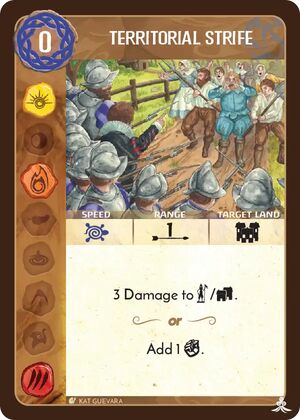 0
TERRITORIAL STRIFE
SPEED RANGE TARGET LAND
1
3 Damage to / .
or
Add 1 .
KAT GUEVARA